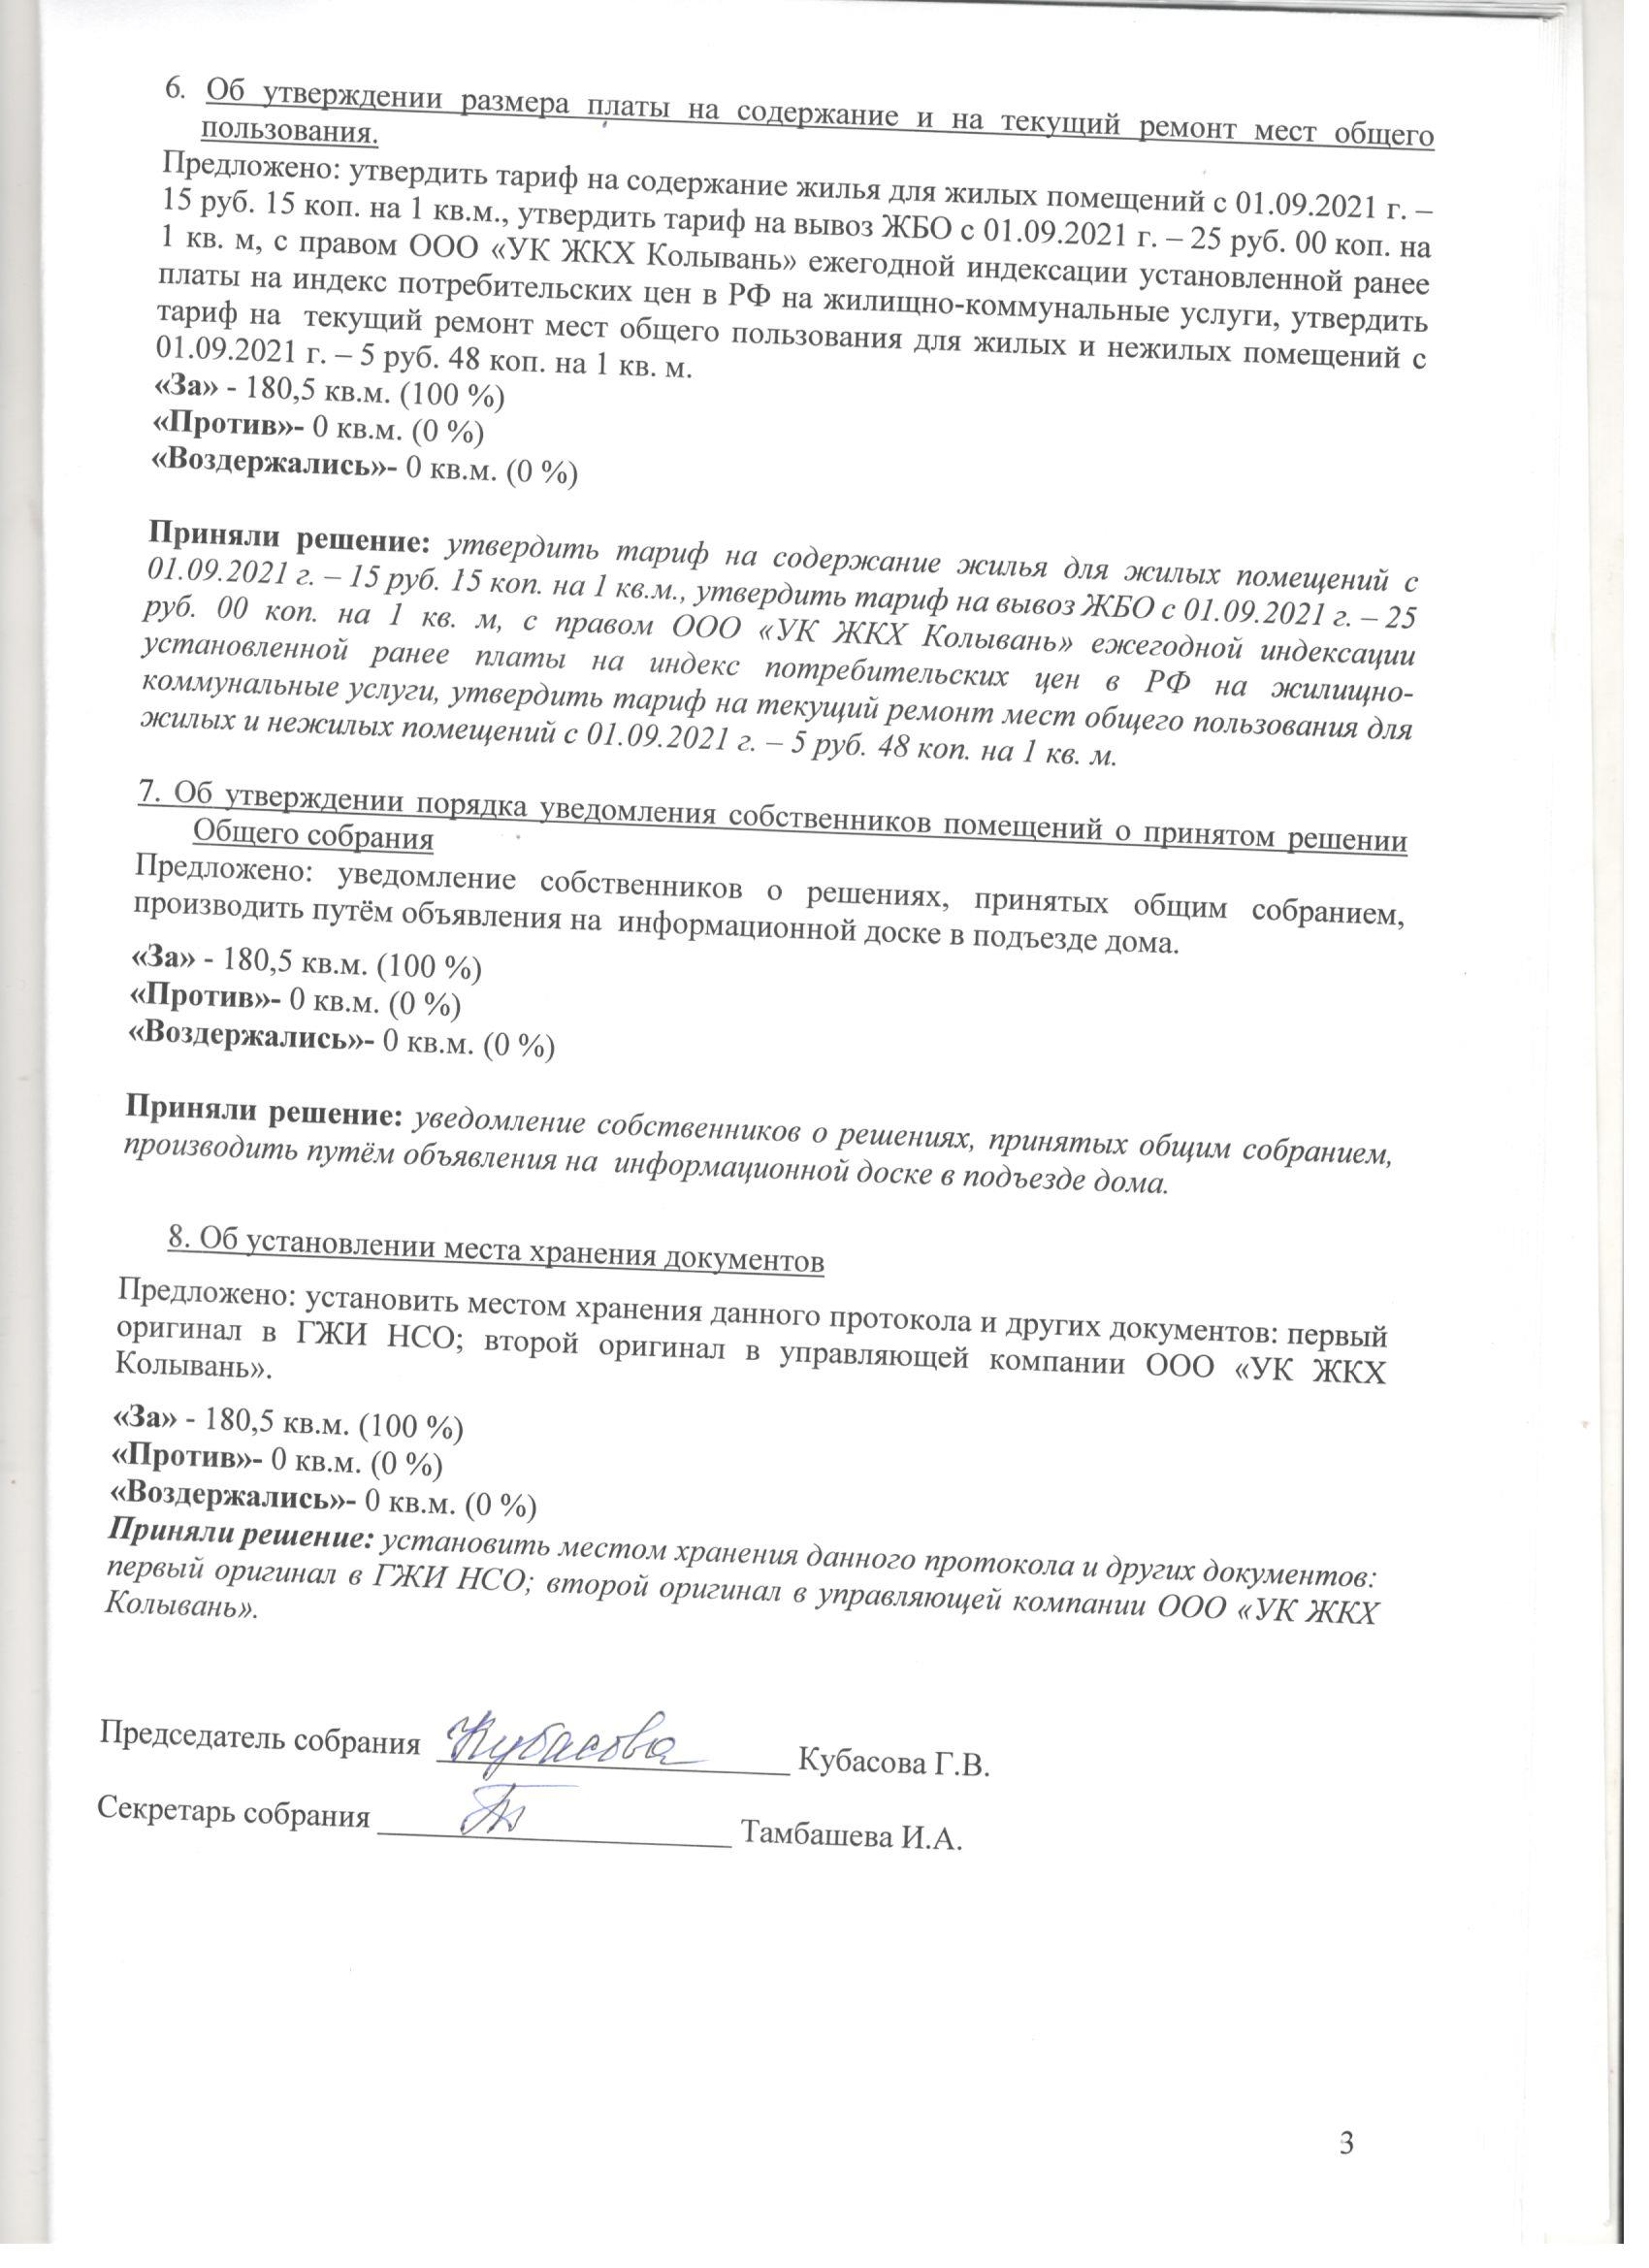 6. Об утверждении размера платы на содержание и на текущий ремонт мест общего
пользования.
Предложено: утвердить тариф на содержание жилья для жилых помещений с 01.09.2021 г. –
15 руб. 15 коп. на 1 кв.м., утвердить тариф на вывоз ЖБО с 01.09.2021 г. – 25 руб. 00 коп. на
1 кв. м, с правом ООО «УК ЖКХ Колывань» ежегодной индексации установленной ранее
платы на индекс потребительских цен в РФ на жилищно-коммунальные услуги, утвердить
тариф на текущий ремонт мест общего пользования для жилых и нежилых помещений с
01.09.2021 г. – 5 руб. 48 коп. на 1 кв. м.
«За» - 180,5 кв.м. (100 %)
«Против»- 0 кв.м. (0 %)
«Воздержались»- 0 кв.м. (0 %)
Приняли решение: утвердить тариф на содержание жилья для жилых помещений с
01.09.2021 г. – 15 руб. 15 коп. на 1 кв.м., утвердить тариф на вывоз ЖБО с 01.09.2021 г. – 25
руб. 00 коп. на 1 кв. м, с правом ООО «УК ЖКХ Колывань» ежегодной индексации
установленной ранее платы на индекс потребительских цен в РФ на жилищно-
коммунальные услуги, утвердить тариф на текущий ремонт мест общего пользования для
жилых и нежилых помещений с 01.09.2021 г. – 5 руб. 48 коп. на 1 кв. м.
7. Об утверждении порядка уведомления собственников помещений о принятом решении
Общего собрания
Предложено: уведомление собственников о решениях, принятых общим собранием,
производить путём объявления на информационной доске в подъезде дома.
«За» - 180,5 кв.м. (100 %)
«Против»- 0 кв.м. (0 %)
«Воздержались»- 0 кв.м. (0 %)
Приняли решение: уведомление собственников о решениях, принятых общим собранием,
производить путём объявления на информационной доске в подъезде дома.
8. Об установлении места хранения документов
Предложено: установить местом хранения данного протокола и других документов: первый
оригинал в ГЖИ НСО; второй оригинал в управляющей компании ООО «УК ЖКХ
Колывань».
«За» - 180,5 кв.м. (100 %)
«Против»- 0 кв.м. (0 %)
«Воздержались»- 0 кв.м. (0 %)
Приняли решение: установить местом хранения данного протокола и других документов:
первый оригинал в ГЖИ НСО; второй оригинал в управляющей компании ООО «УК ЖКХ
Колывань».
Председатель собрания Кубасова Кубасова Г.В.
Секретарь собрания Тамбашева И.А.
3